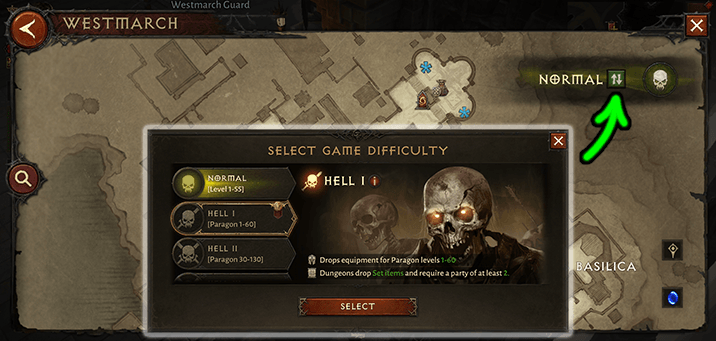 Westmarch Guard
WESTMARCH
NORMAL
SELECT GAME DIFFICULTY
NORMAL
[Level 1-55]
HELL I
[Paragon 1-60]
HELL II
[Paragon 30-130]
HELL I
Drops equipment for Paragon levels 1-60
Dungeons drop Set items and require a party of at least 2.
SELECT
BASILICA